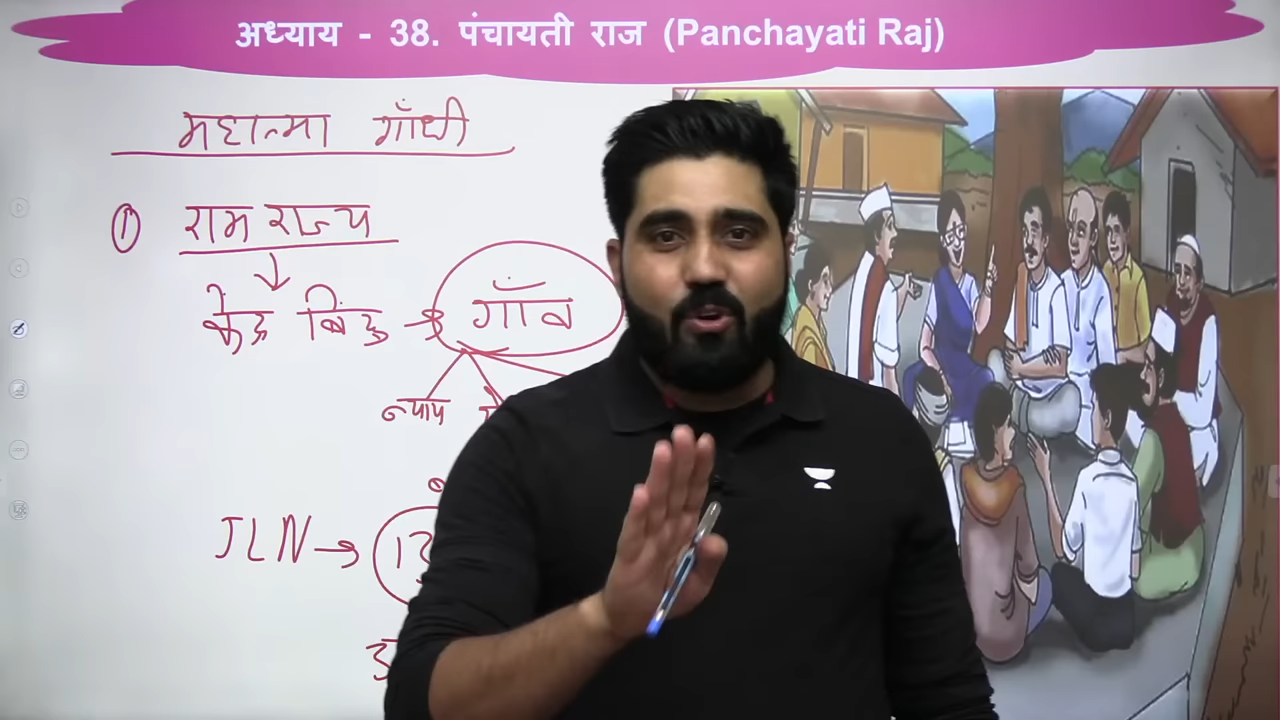 अध्याय - 38. पंचायती राज (Panchayati Raj)
महात्मा गाँधी
① राम राज्य
केंद्र बिंदु → गाँव
न्याय
JLN →